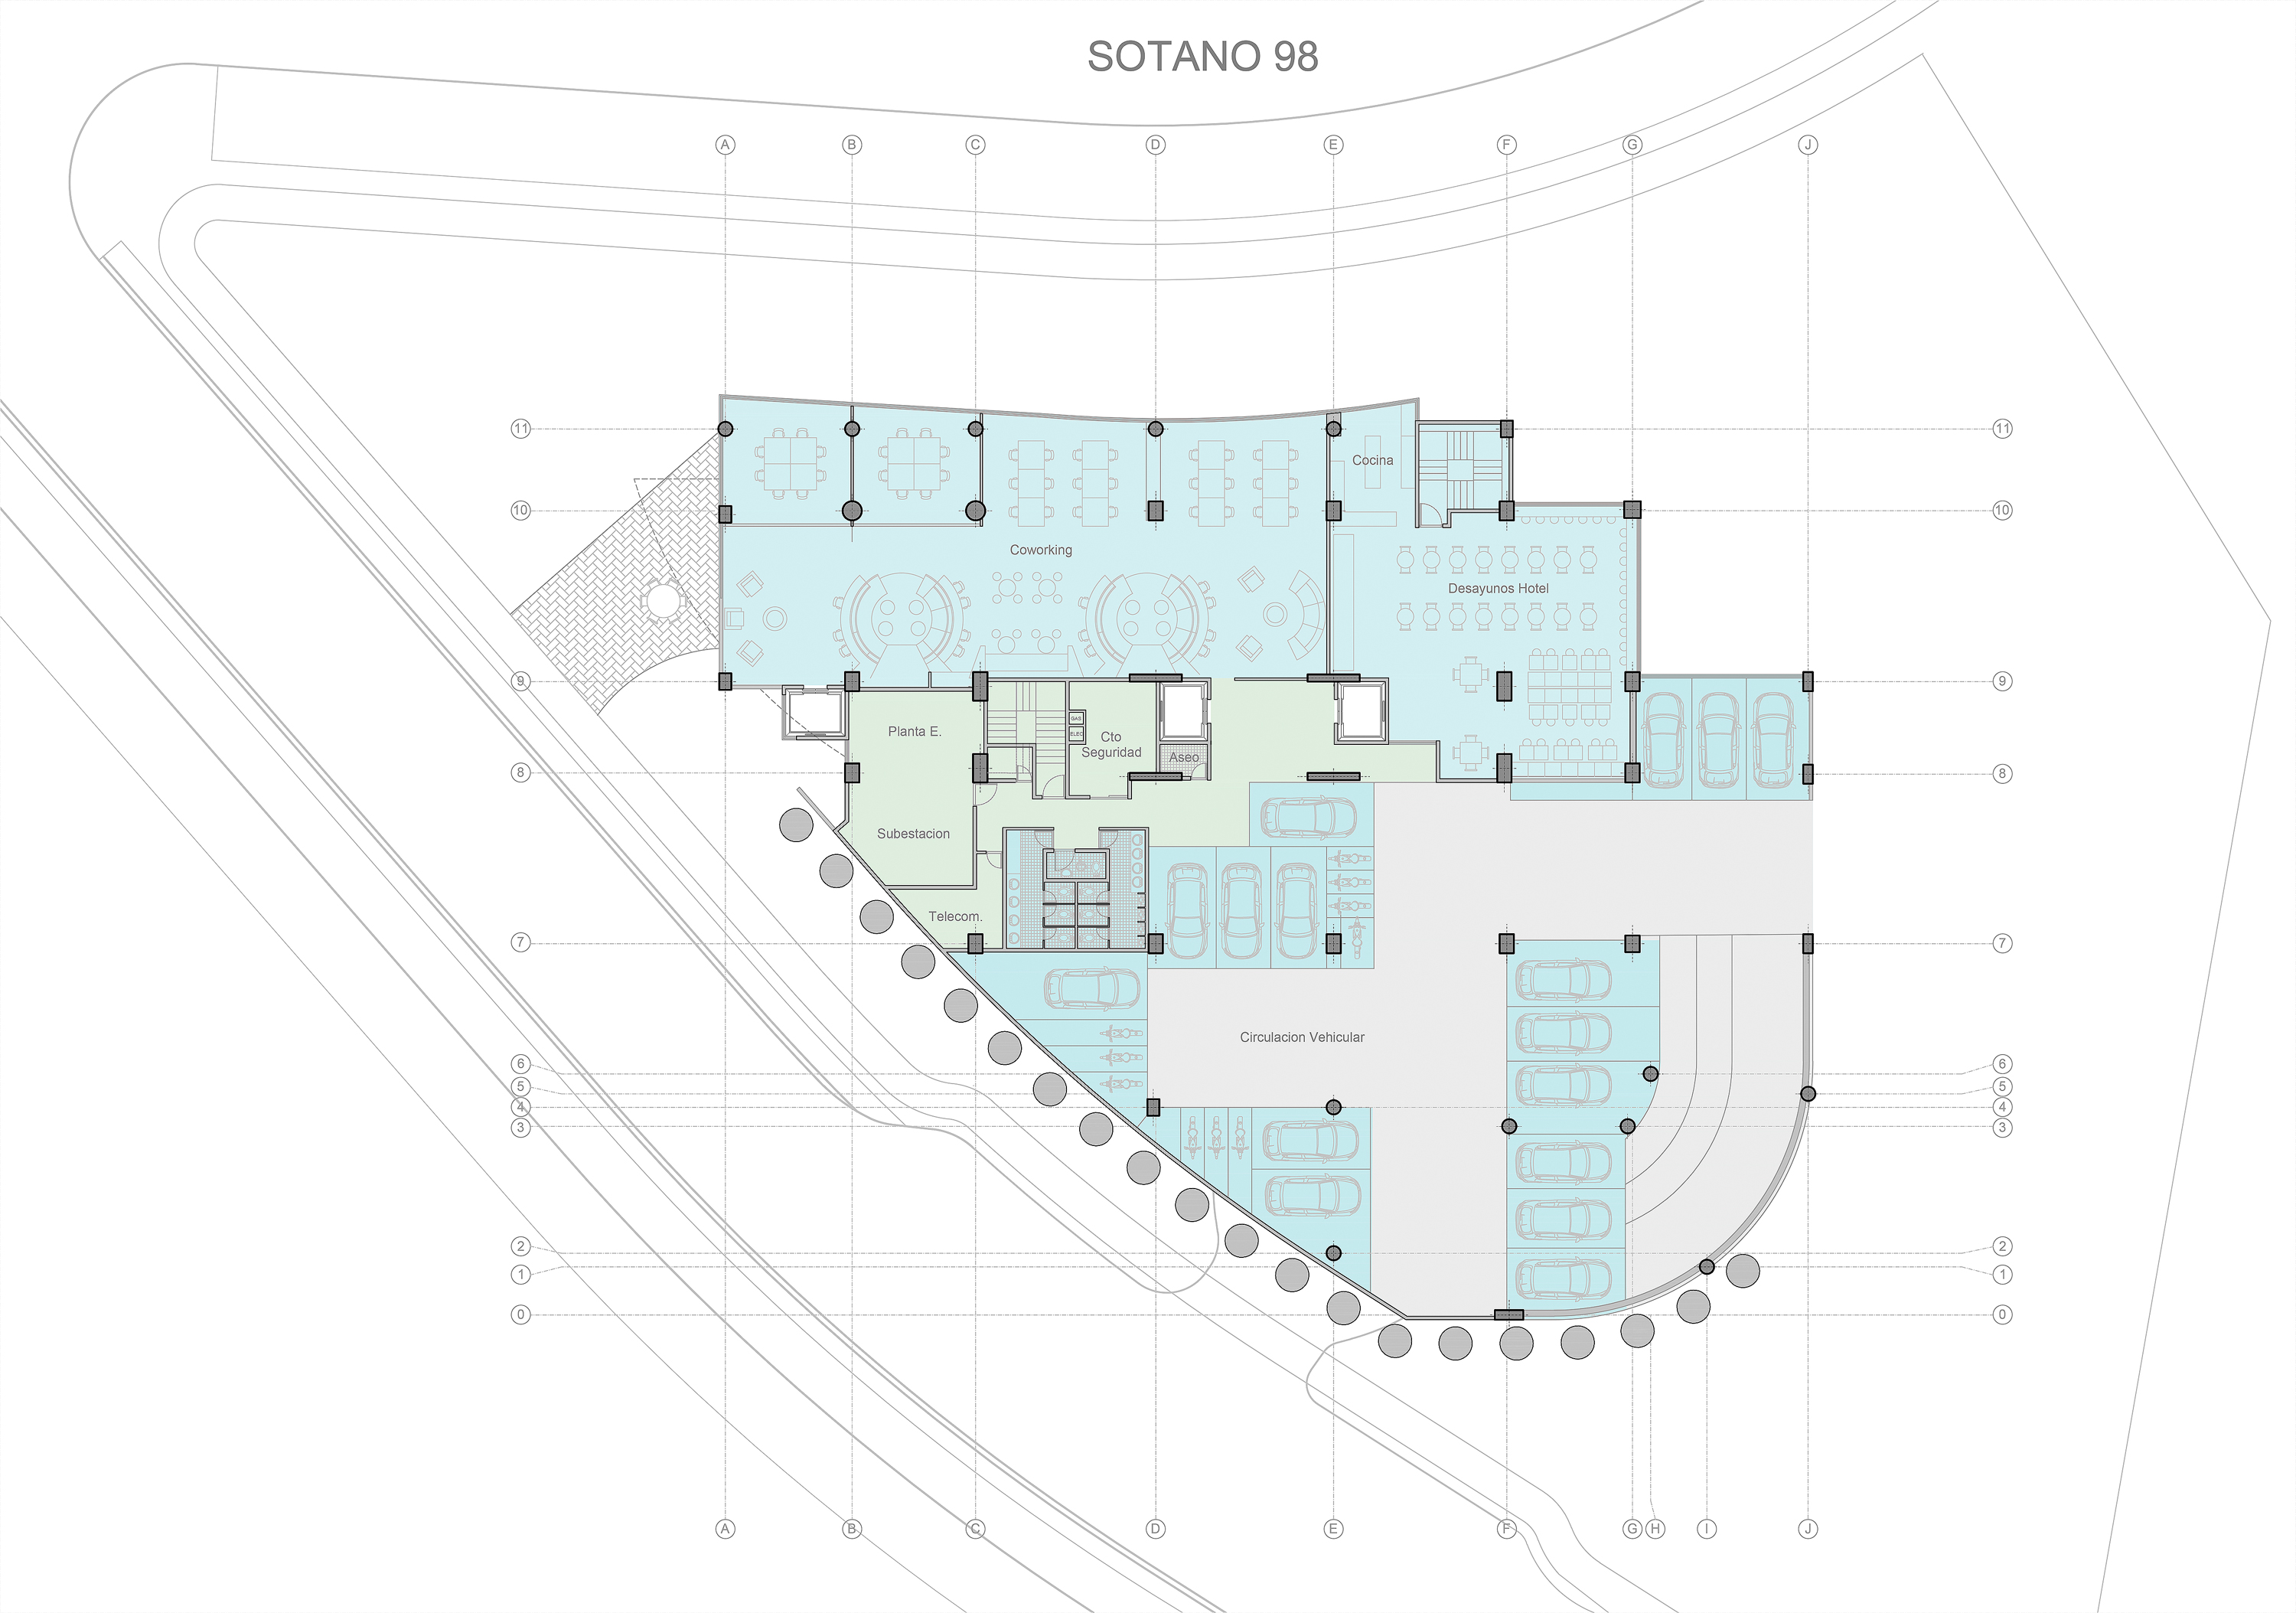 SOTANO 98
A B C D E F G J
11 11
Cocina
10 10
Coworking
Desayunos Hotel
9 9
GAS
ELEC
Planta E.
Cto
Seguridad
Aseo
8 8
Subestacion
Telecom.
7 7
Circulacion Vehicular
6 6
5 5
4 4
3 3
2 2
1 1
0 0
A B C D E F G H I J